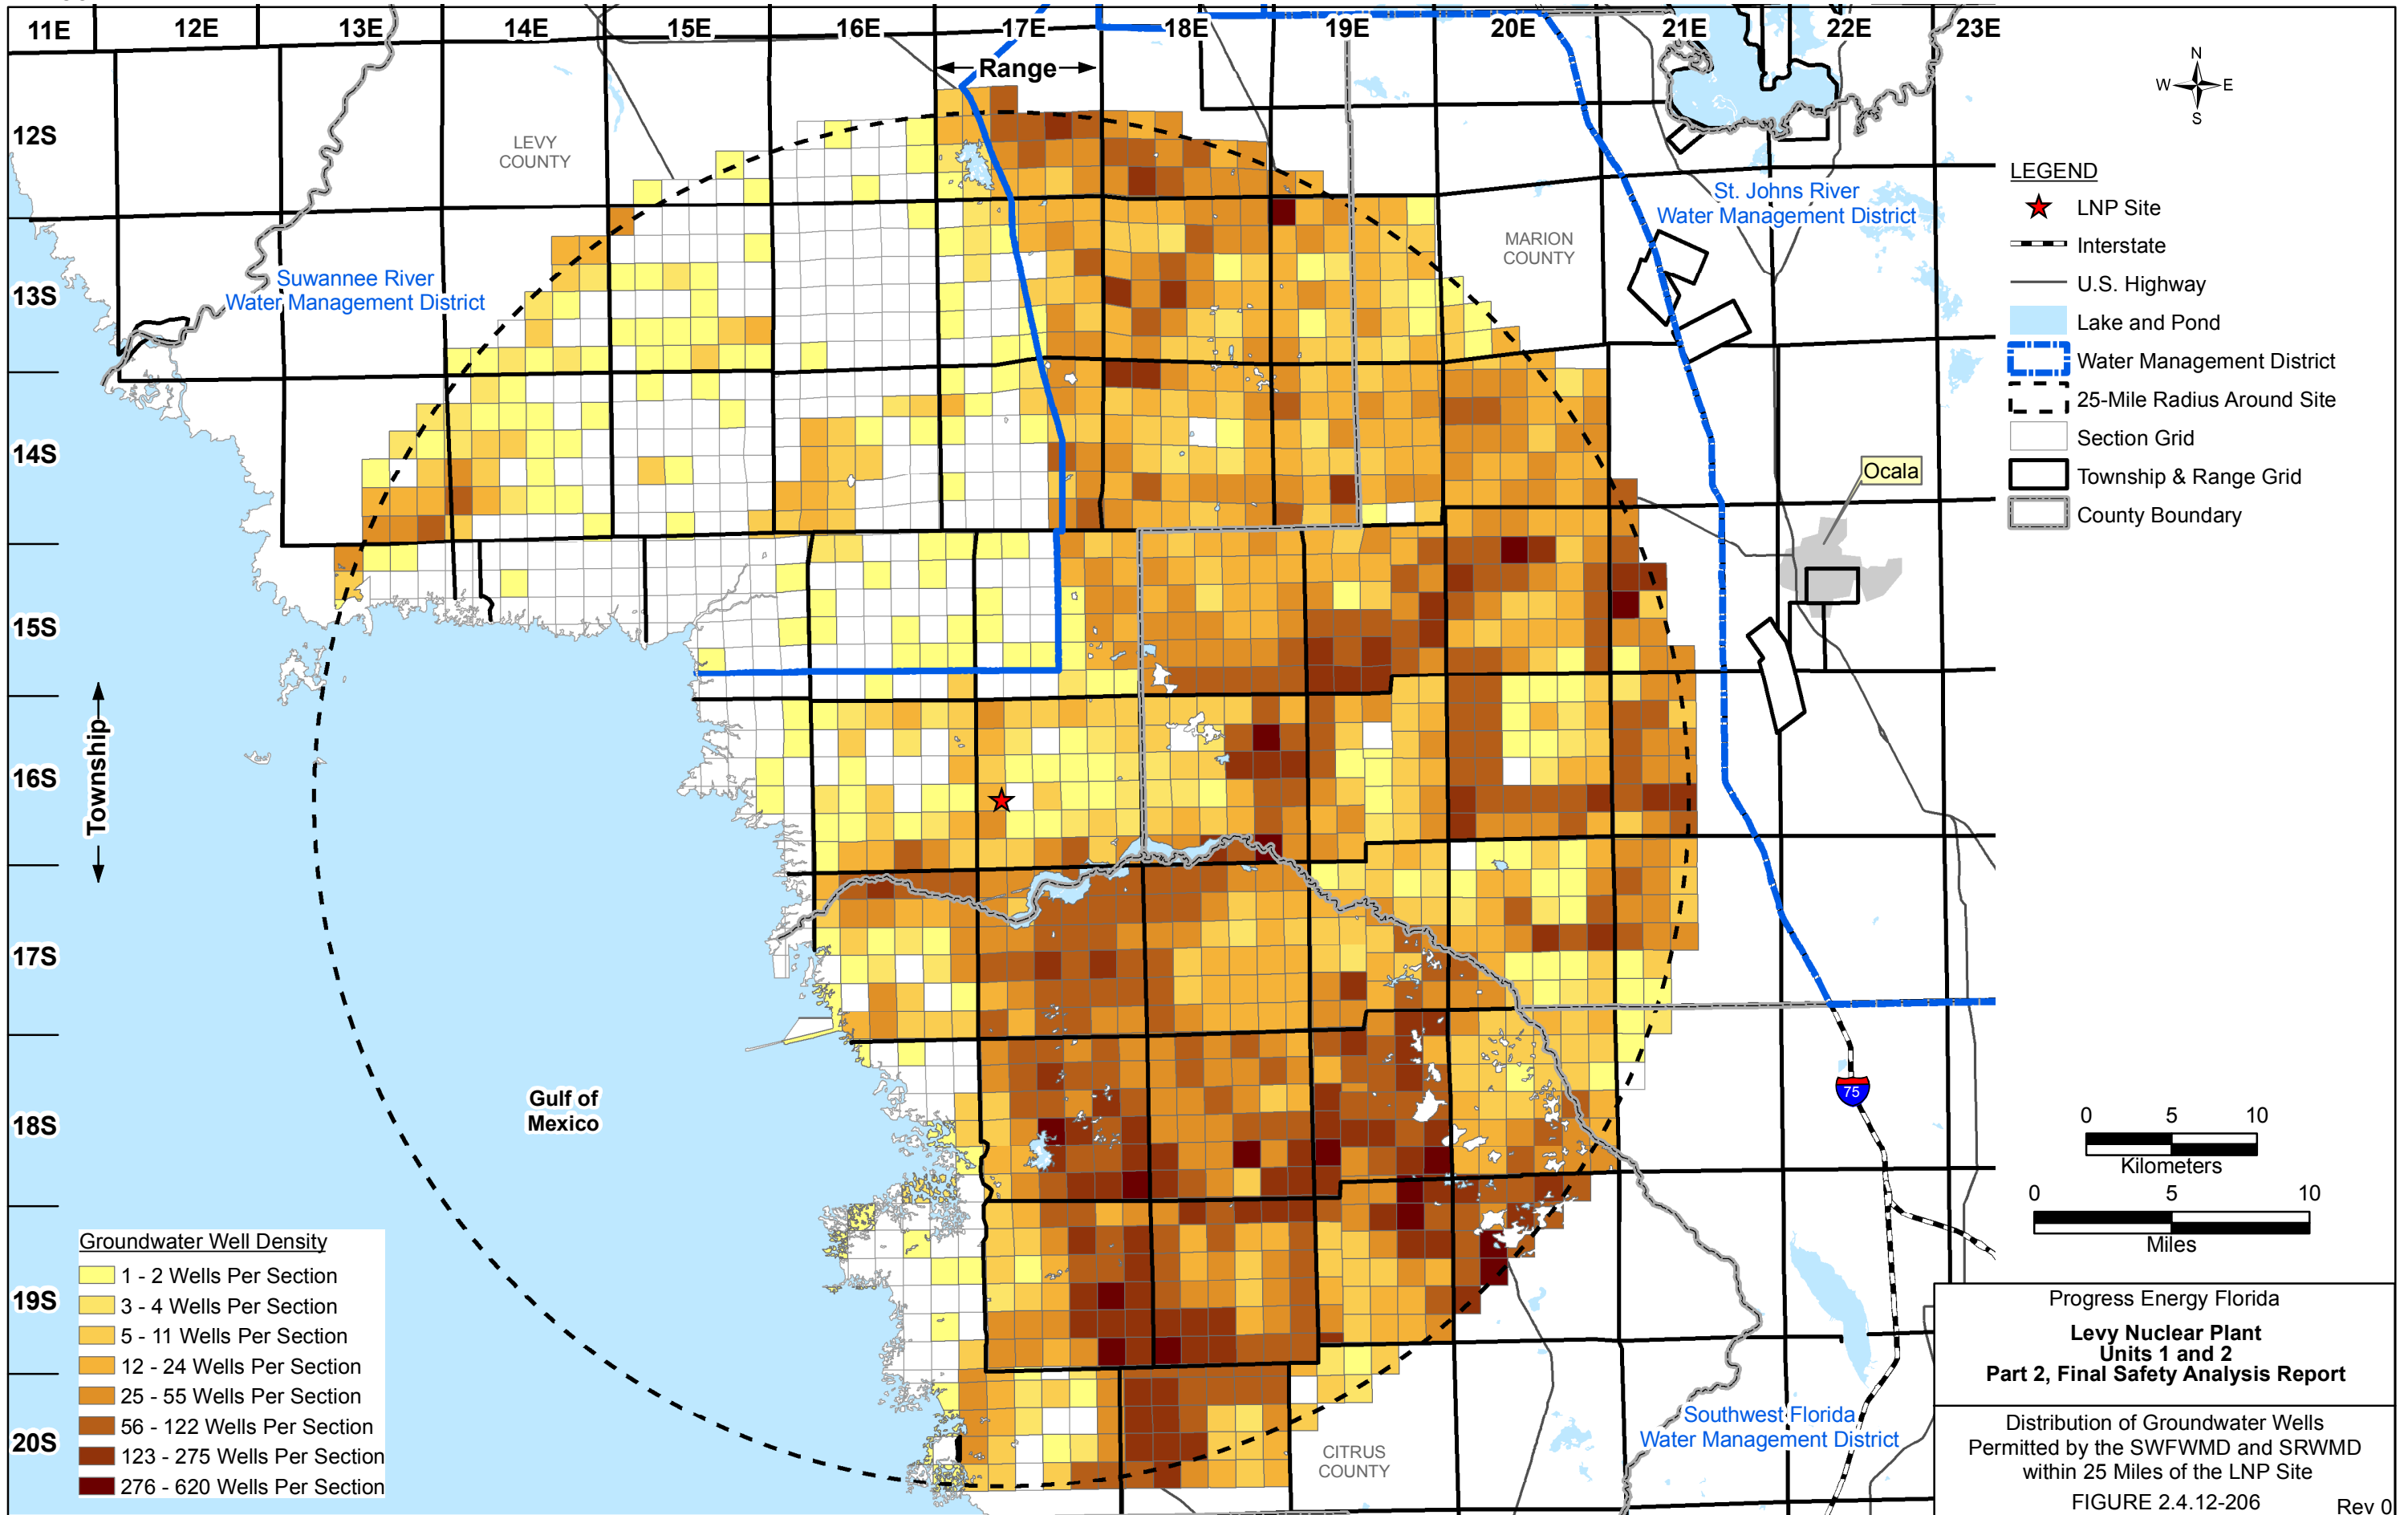 11E
12E
13E
14E
15E
16E
17E
18E
19E
20E
21E
22E
23E
Range
N
W
E
S
12S
13S
14S
15S
16S
17S
18S
19S
20S
Township
LEVY
COUNTY
MARION
COUNTY
CITRUS
COUNTY
Suwannee River
Water Management District
St. Johns River
Water Management District
Southwest Florida
Water Management District
Ocala
Gulf of
Mexico
75
LEGEND
LNP Site
Interstate
U.S. Highway
Lake and Pond
Water Management District
25-Mile Radius Around Site
Section Grid
Township & Range Grid
County Boundary
0 5 10
Kilometers
0 5 10
Miles
Groundwater Well Density
1 - 2 Wells Per Section
3 - 4 Wells Per Section
5 - 11 Wells Per Section
12 - 24 Wells Per Section
25 - 55 Wells Per Section
56 - 122 Wells Per Section
123 - 275 Wells Per Section
276 - 620 Wells Per Section
Progress Energy Florida
Levy Nuclear Plant
Units 1 and 2
Part 2, Final Safety Analysis Report
Distribution of Groundwater Wells
Permitted by the SWFWMD and SRWMD
within 25 Miles of the LNP Site
FIGURE 2.4.12-206
Rev 0